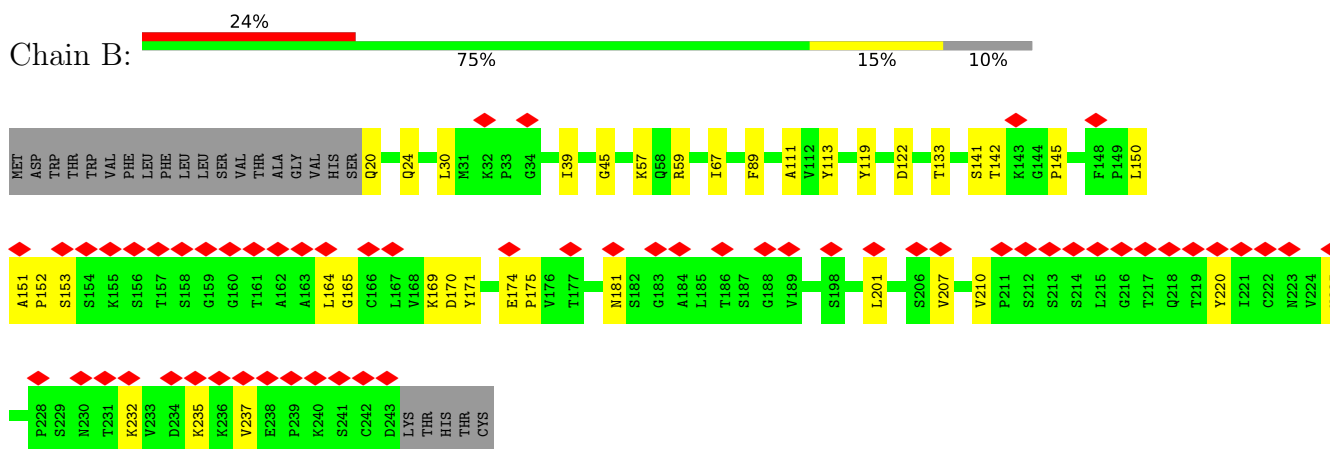 24%
Chain B:
75% 15% 10%
MET ASP TRP THR TRP VAL PHE LEU PHE LEU LEU SER VAL THR ALA GLY VAL HIS SER Q20 Q24 L30 M31 K32 P33 G34 I39 G45 K57 Q58 R59 I67 F89 A111 V112 Y113 Y119 D122 T133 S141 T142 K143 G144 P145 F148 P149 L150
A151 P152 S153 S154 K155 S156 T157 S158 G159 G160 T161 A162 A163 L164 G165 C166 L167 V168 K169 D170 Y171 E174 P175 V176 T177 N181 S182 G183 A184 L185 T186 S187 G188 V189 S198 L201 S206 V207 V210 P211 S212 S213 S214 L215 G216 T217 Q218 T219 Y220 I221 C222 N223 V224
P228 S229 N230 T231 K232 V233 D234 K235 K236 V237 E238 P239 K240 S241 C242 D243 LYS THR HIS THR CYS